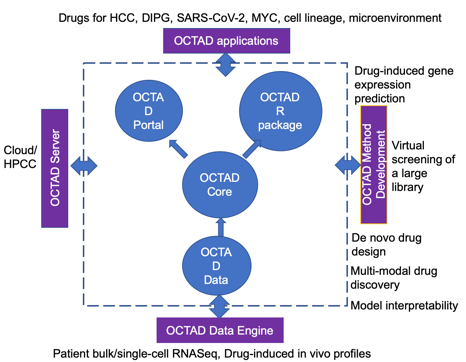 Drugs for HCC, DIPG, SARS-CoV-2, MYC, cell lineage, microenvironment
OCTAD applications
Drug-induced gene
expression
prediction
OCTA
D
Portal
OCTAD
R
package
Cloud/
HPCC
OCTAD Server
OCTAD Method
Development
Virtual
screening of
a large
library
OCTAD
Core
De novo drug
design
OCTA
D
Data
Multi-modal drug
discovery
Model interpretability
OCTAD Data Engine
Patient bulk/single-cell RNASeq, Drug-induced in vivo profiles